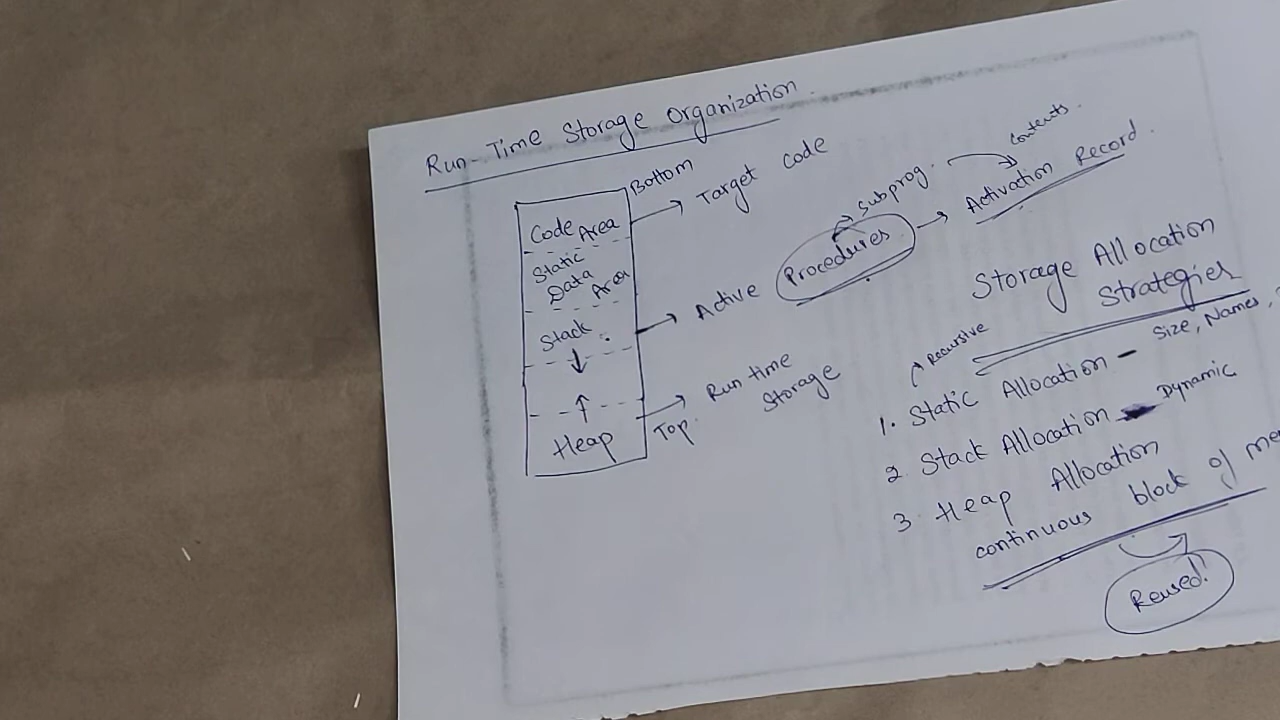 Run-Time Storage Organization.
Bottom
Code Area
Target code
Static
Data
Area
Stack
Active Procedures
subprog.
contents.
Activation Record.
Heap
Top.
Run time
Storage
Storage Allocation
Strategies
Recursive
1. Static Allocation - Size, Names,
2. Stack Allocation - Dynamic
3. Heap Allocation
continuous block of
Reused!